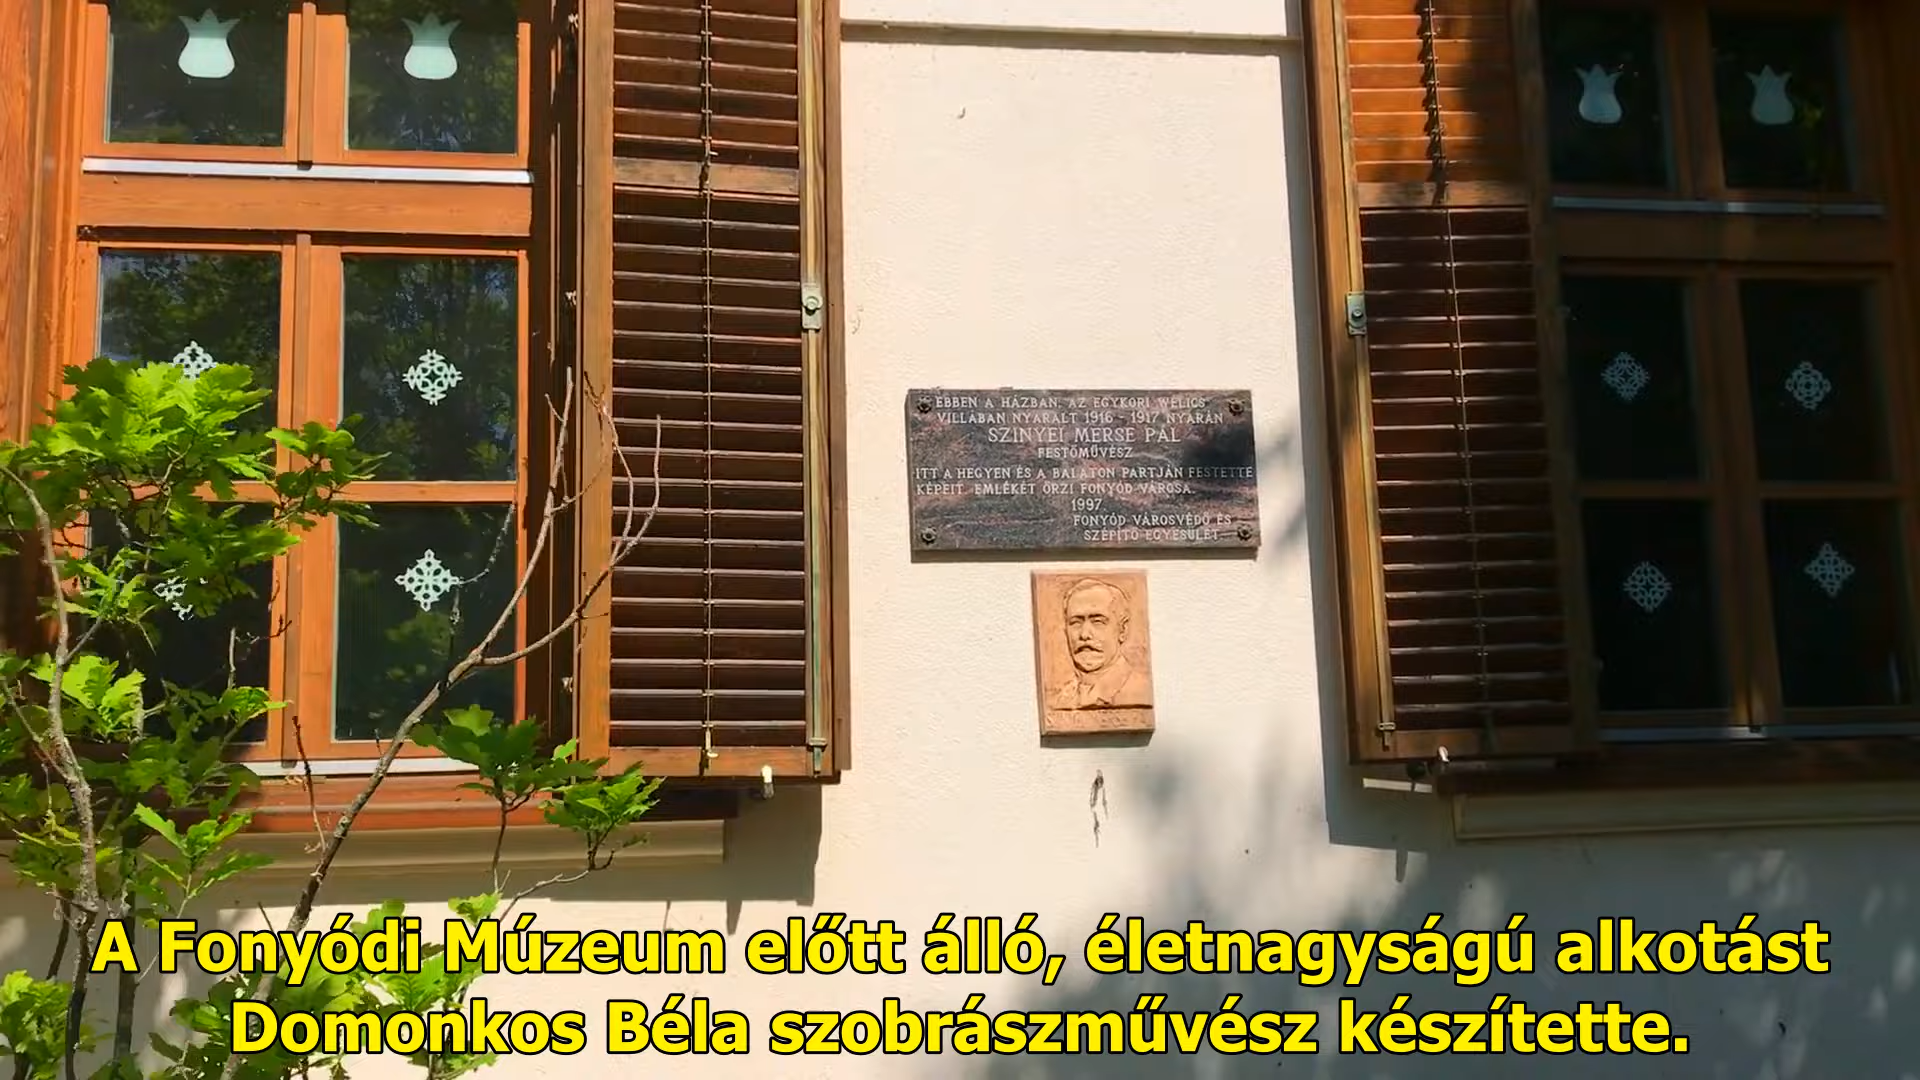 EBBEN A HÁZBAN, AZ EGYKORI WELICS
VILLÁBAN NYARALT 1916 - 1917 NYARÁN
SZINYEI MERSE PÁL
FESTŐMŰVÉSZ
ITT A HEGYEN ÉS A BALATON PARTJÁN FESTETTE
KÉPEIT. EMLÉKÉT ŐRZI FONYÓD VÁROSA.
1997
FONYÓD VÁROSVÉDŐ ÉS
SZÉPÍTŐ EGYESÜLET
A Fonyódi Múzeum előtt álló, életnagyságú alkotást
Domonkos Béla szobrászművész készítette.